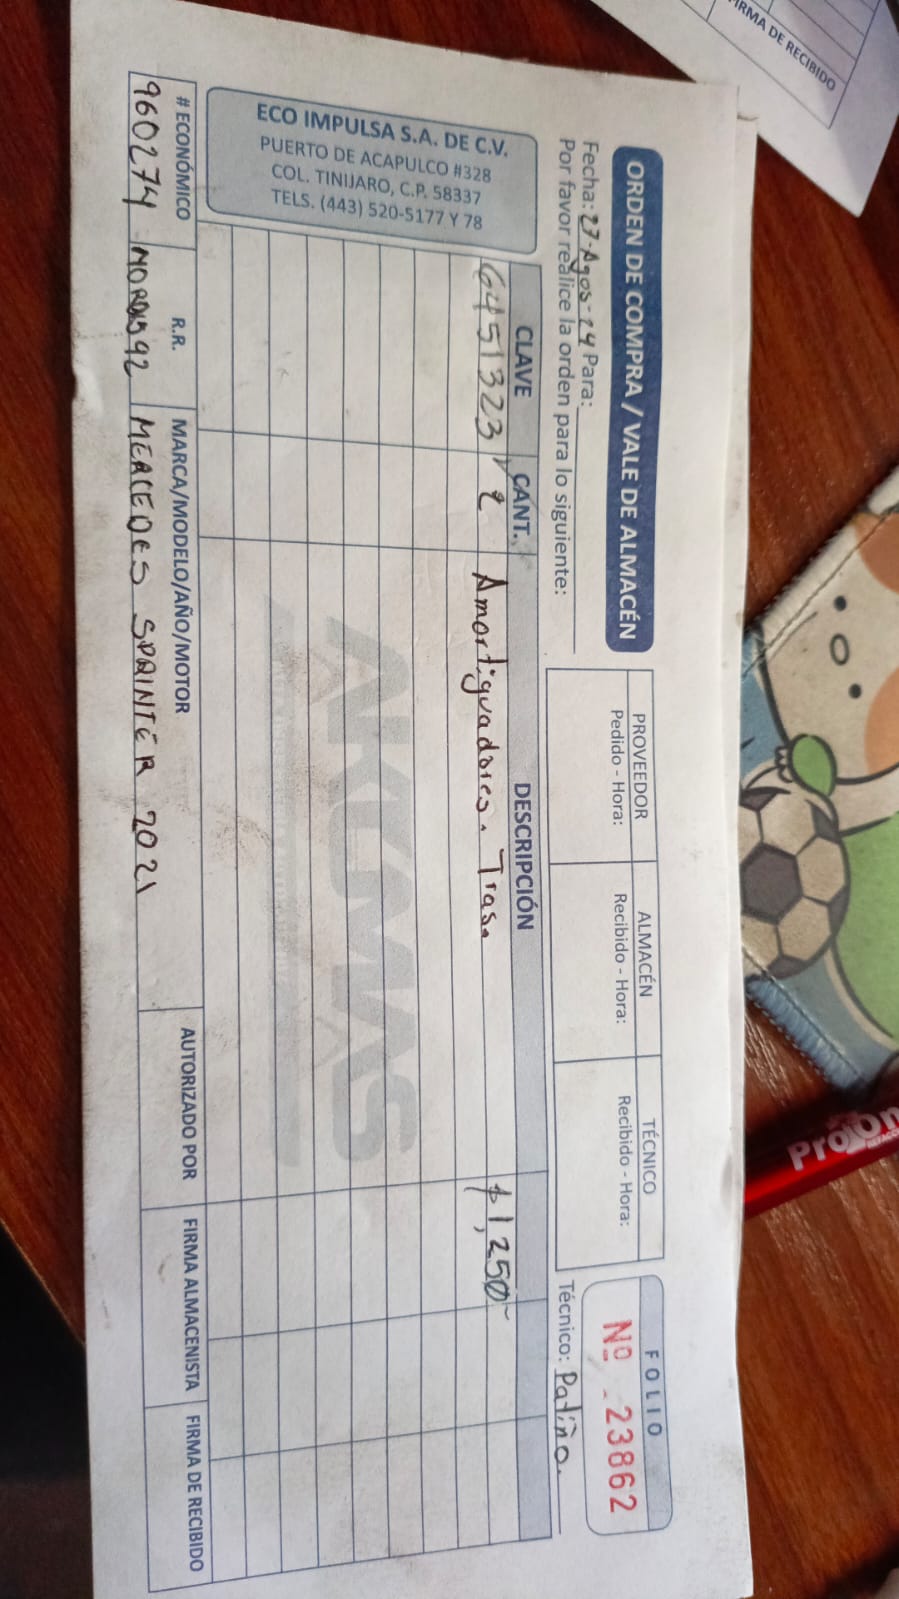 FIRMA DE RECIBIDO
ORDEN DE COMPRA / VALE DE ALMACÉN
Fecha: 27-Agos-24 Para:
Por favor realice la orden para lo siguiente:
PROVEEDOR
Pedido - Hora:
ALMACÉN
Recibido - Hora:
TÉCNICO
Recibido - Hora:
FOLIO
Nº 23862
Técnico: Patiño.
ECO IMPULSA S.A. DE C.V.
PUERTO DE ACAPULCO #328
COL. TINIJARO, C.P. 58337
TELS. (443) 520-5177 Y 78
CLAVE CANT. DESCRIPCIÓN
6451323 2 Amortiguadores. Tras. $1,250
AKUMAS
# ECONÓMICO R.R. MARCA/MODELO/AÑO/MOTOR AUTORIZADO POR FIRMA ALMACENISTA FIRMA DE RECIBIDO
960274 MERCEDES SPRINTER 2021